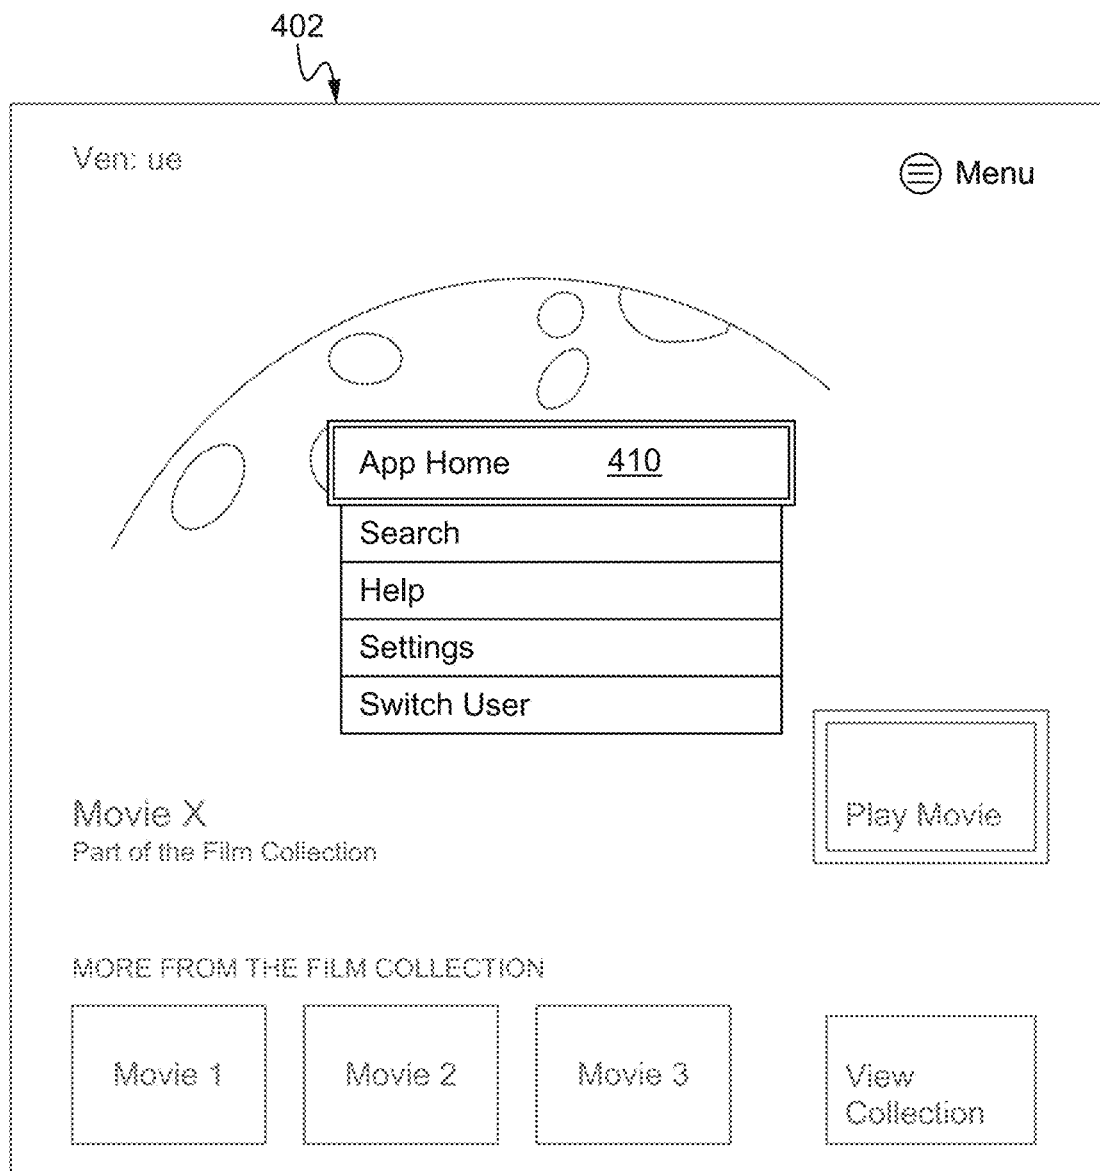 402
Ven: ue
Menu
App Home 410
Search
Help
Settings
Switch User
Movie X
Part of the Film Collection
Play Movie
MORE FROM THE FILM COLLECTION
Movie 1
Movie 2
Movie 3
View
Collection